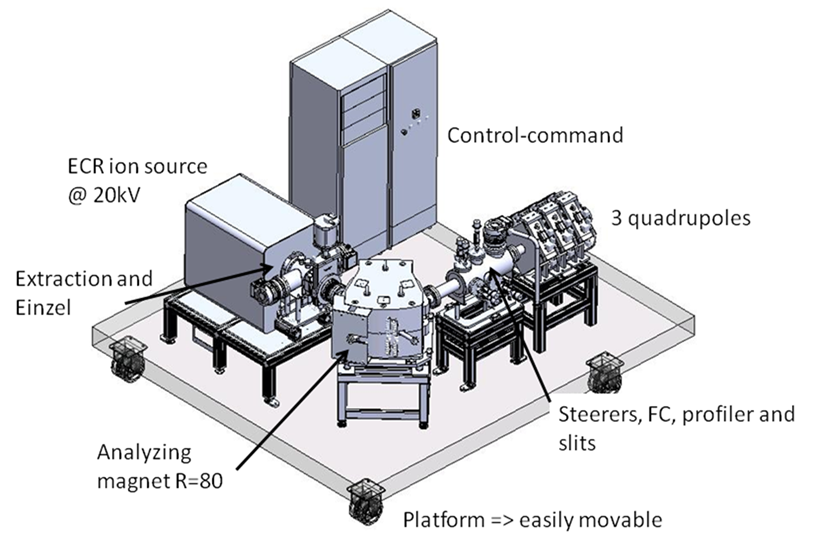 Control-command
ECR ion source
@ 20kV
3 quadrupoles
Extraction and
Einzel
Steerers, FC, profiler and
slits
Analyzing
magnet R=80
Platform => easily movable